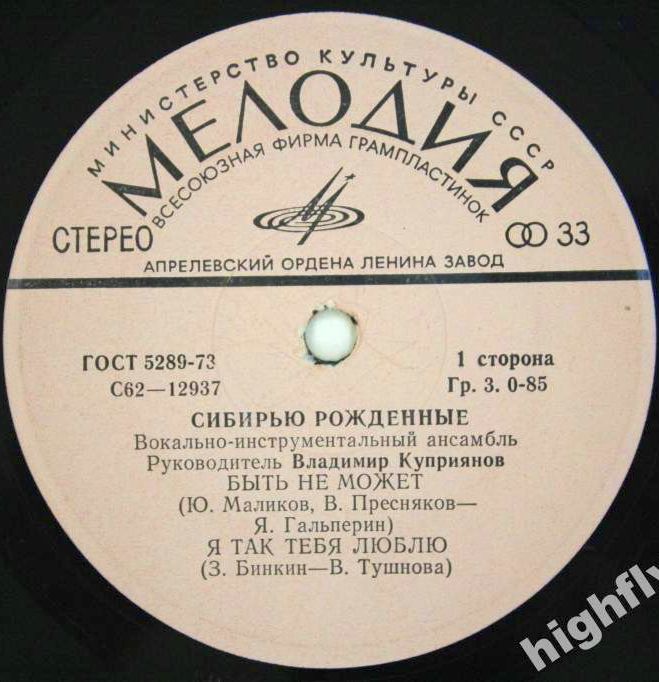 МИНИСТЕРСТВО КУЛЬТУРЫ СССР
МЕЛОДИЯ
ВСЕСОЮЗНАЯ ФИРМА ГРАМПЛАСТИНОК
СТЕРЕО
33
АПРЕЛЕВСКИЙ ОРДЕНА ЛЕНИНА ЗАВОД
ГОСТ 5289-73
1 сторона
С62—12937
Гр. 3. 0-85
СИБИРЬЮ РОЖДЕННЫЕ
Вокально-инструментальный ансамбль
Руководитель Владимир Куприянов
БЫТЬ НЕ МОЖЕТ
(Ю. Маликов, В. Пресняков—
Я. Гальперин)
Я ТАК ТЕБЯ ЛЮБЛЮ
(З. Бинкин—В. Тушнова)
highfly